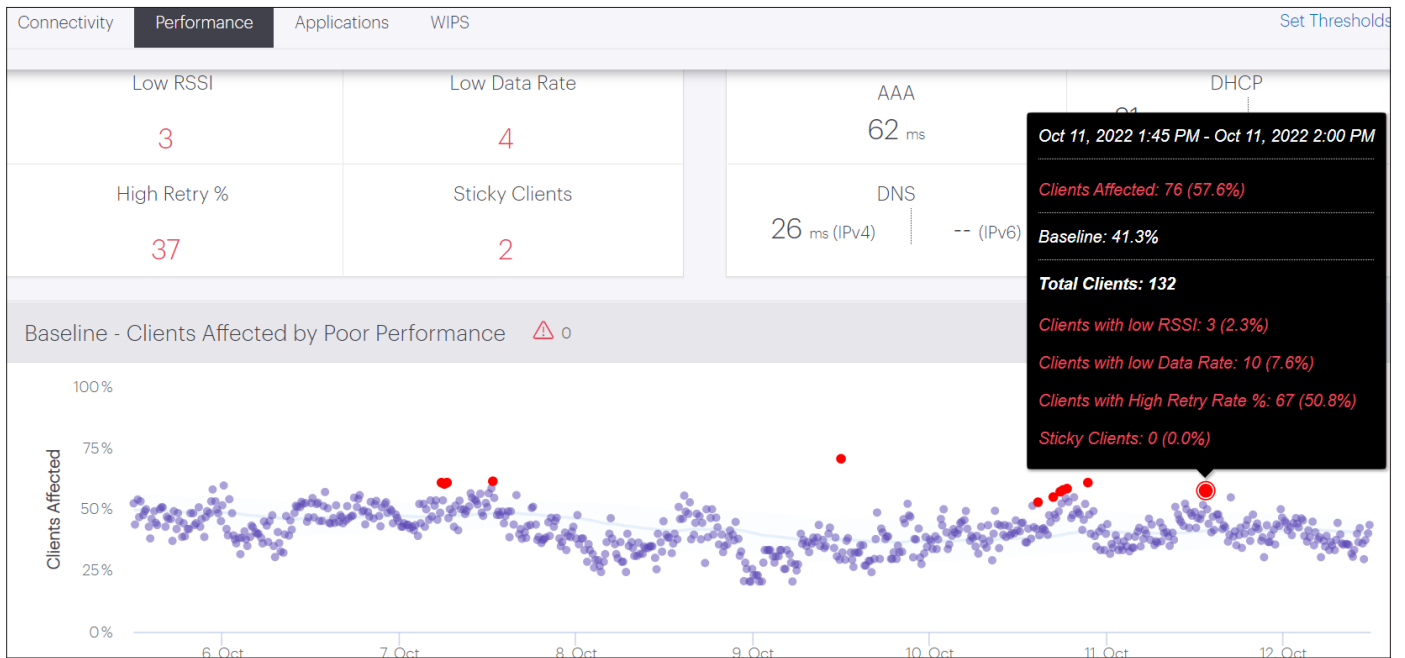 Connectivity Performance Applications WIPS Set Thresholds
Low RSSI Low Data Rate AAA DHCP
3 4 62 ms
High Retry % Sticky Clients DNS
37 2 26 ms (IPv4) -- (IPv6)
Oct 11, 2022 1:45 PM - Oct 11, 2022 2:00 PM
Clients Affected: 76 (57.6%)
Baseline: 41.3%
Total Clients: 132
Clients with low RSSI: 3 (2.3%)
Clients with low Data Rate: 10 (7.6%)
Clients with High Retry Rate %: 67 (50.8%)
Sticky Clients: 0 (0.0%)
Baseline - Clients Affected by Poor Performance 0
Clients Affected
100%
75%
50%
25%
0%
6. Oct 7. Oct 8. Oct 9. Oct 10. Oct 11. Oct 12. Oct